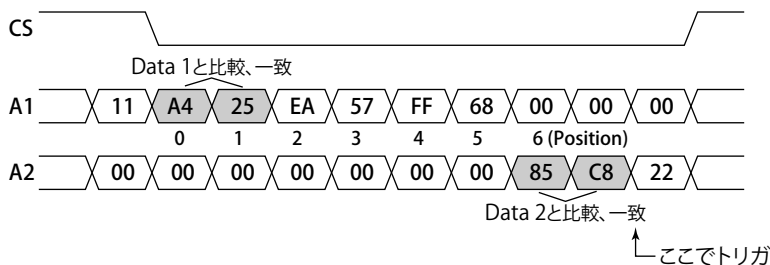 CS
Data 1と比較、一致
A1 11 A4 25 EA 57 FF 68 00 00 00
0 1 2 3 4 5 6 (Position)
A2 00 00 00 00 00 00 00 85 C8 22
Data 2と比較、一致
ここでトリガ